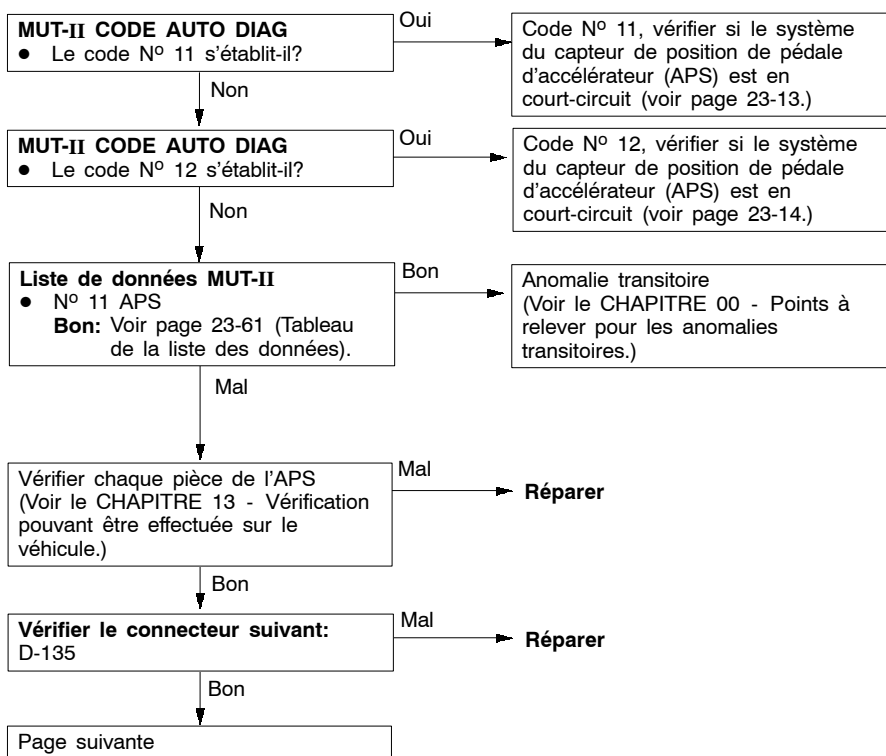 MUT-II CODE AUTO DIAG
● Le code Nº 11 s'établit-il?
Oui
Code Nº 11, vérifier si le système
du capteur de position de pédale
d'accélérateur (APS) est en
court-circuit (voir page 23-13.)
Non
MUT-II CODE AUTO DIAG
● Le code Nº 12 s'établit-il?
Oui
Code Nº 12, vérifier si le système
du capteur de position de pédale
d'accélérateur (APS) est en
court-circuit (voir page 23-14.)
Non
Liste de données MUT-II
● Nº 11 APS
Bon: Voir page 23-61 (Tableau
de la liste des données).
Bon
Anomalie transitoire
(Voir le CHAPITRE 00 - Points à
relever pour les anomalies
transitoires.)
Mal
Vérifier chaque pièce de l'APS
(Voir le CHAPITRE 13 - Vérification
pouvant être effectuée sur le
véhicule.)
Mal
Réparer
Bon
Vérifier le connecteur suivant:
D-135
Mal
Réparer
Bon
Page suivante